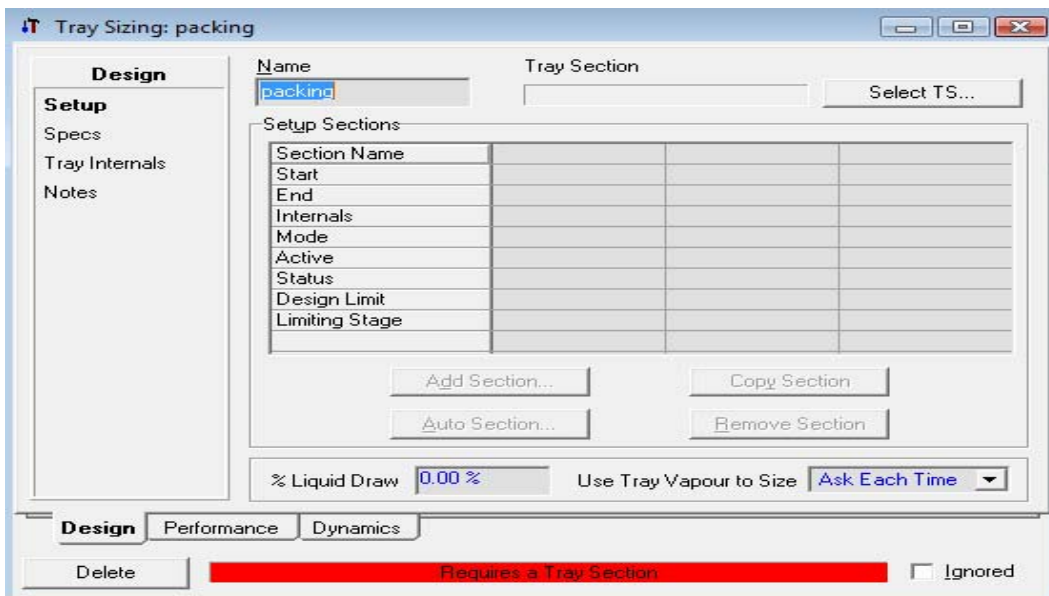 Tray Sizing: packing
Design
Setup
Specs
Tray Internals
Notes
Name
packing
Tray Section
Select TS...
Setup Sections
Section Name
Start
End
Internals
Mode
Active
Status
Design Limit
Limiting Stage
Add Section...
Copy Section
Auto Section...
Remove Section
% Liquid Draw 0.00 % Use Tray Vapour to Size Ask Each Time
Design Performance Dynamics
Delete Requires a Tray Section Ignored